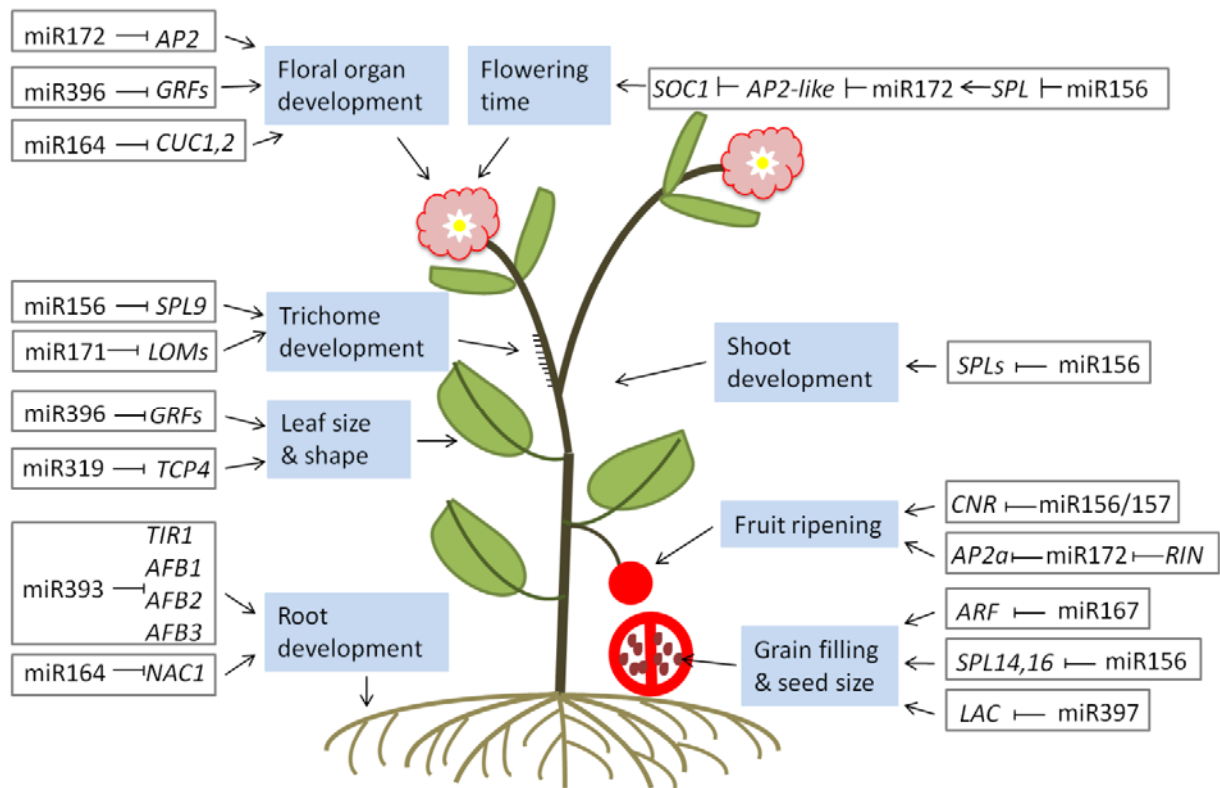 miR172 ⊣ AP2
miR396 ⊣ GRFs
miR164 ⊣ CUC1,2
Floral organ
development
Flowering
time
SOC1 ⊢ AP2-like ⊢ miR172 ← SPL ⊢ miR156
miR156 ⊣ SPL9
miR171 ⊣ LOMs
Trichome
development
Shoot
development
SPLs ⊢ miR156
miR396 ⊣ GRFs
miR319 ⊣ TCP4
Leaf size
& shape
Fruit ripening
CNR ⊢ miR156/157
AP2a ⊢ miR172 ⊢ RIN
TIR1
AFB1
miR393 ⊣
AFB2
AFB3
miR164 ⊣ NAC1
Root
development
Grain filling
& seed size
ARF ⊢ miR167
SPL14,16 ⊢ miR156
LAC ⊢ miR397